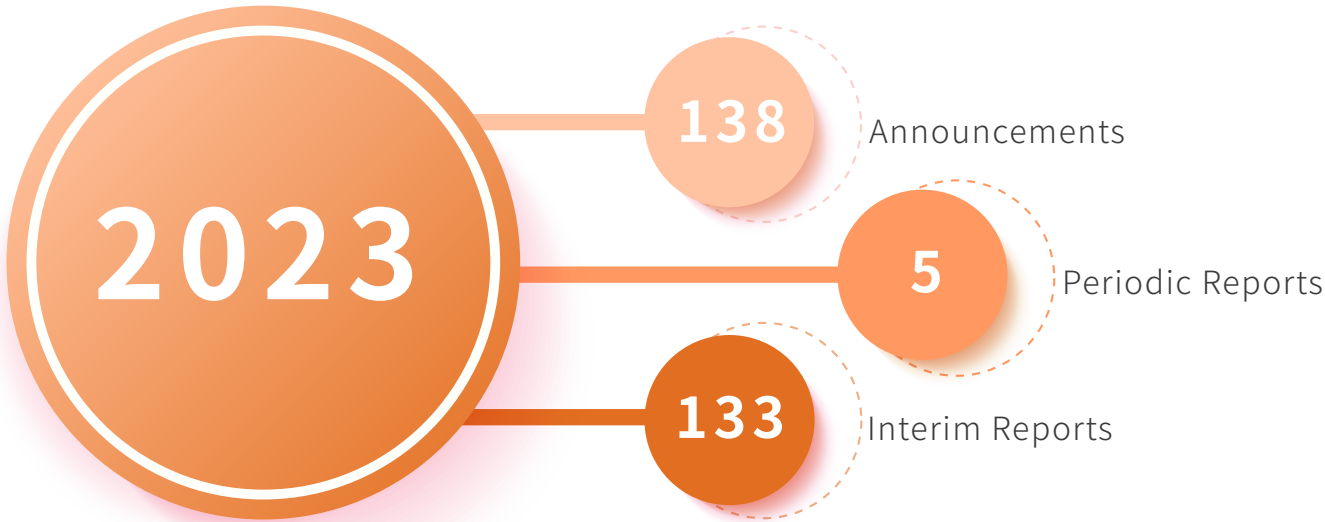 2023
138
Announcements
5
Periodic Reports
133
Interim Reports